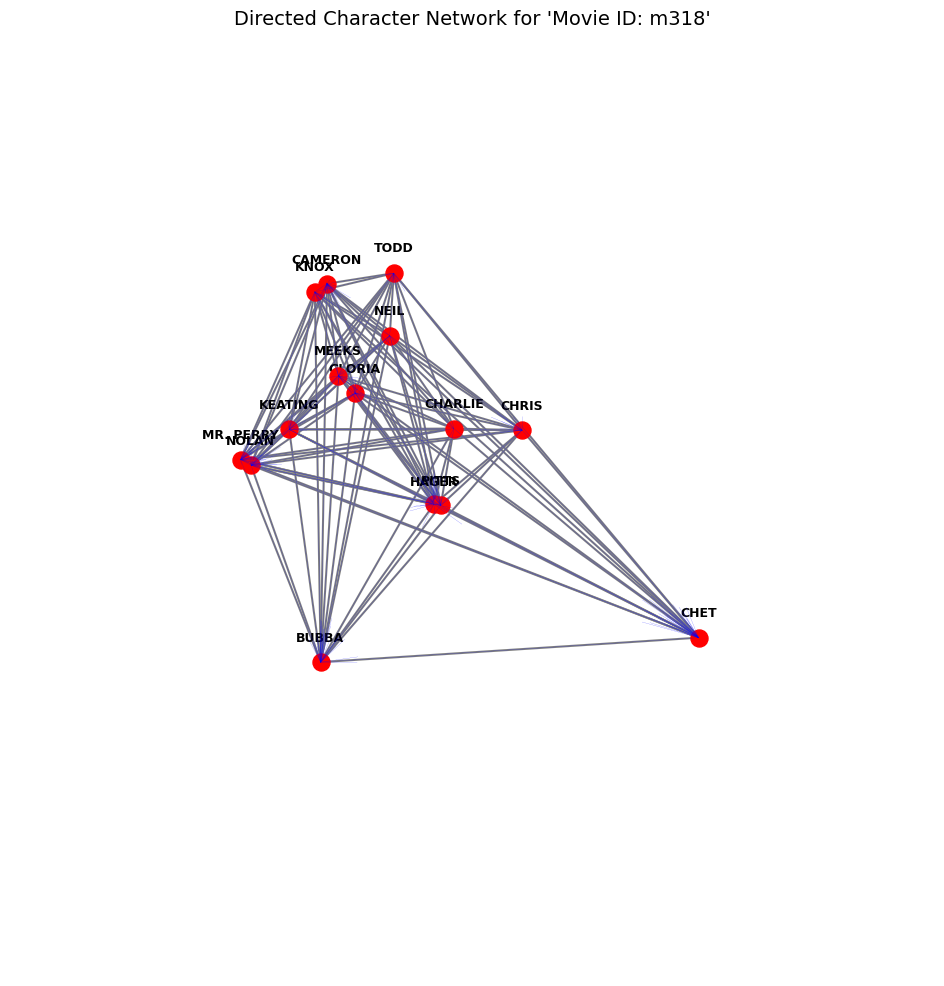 Directed Character Network for 'Movie ID: m318'
TODD
CAMERON
KNOX
NEIL
MEEKS
GLORIA
KEATING
CHARLIE
CHRIS
MR. PERRY
NOLAN
HAGER
PITTS
CHET
BUBBA